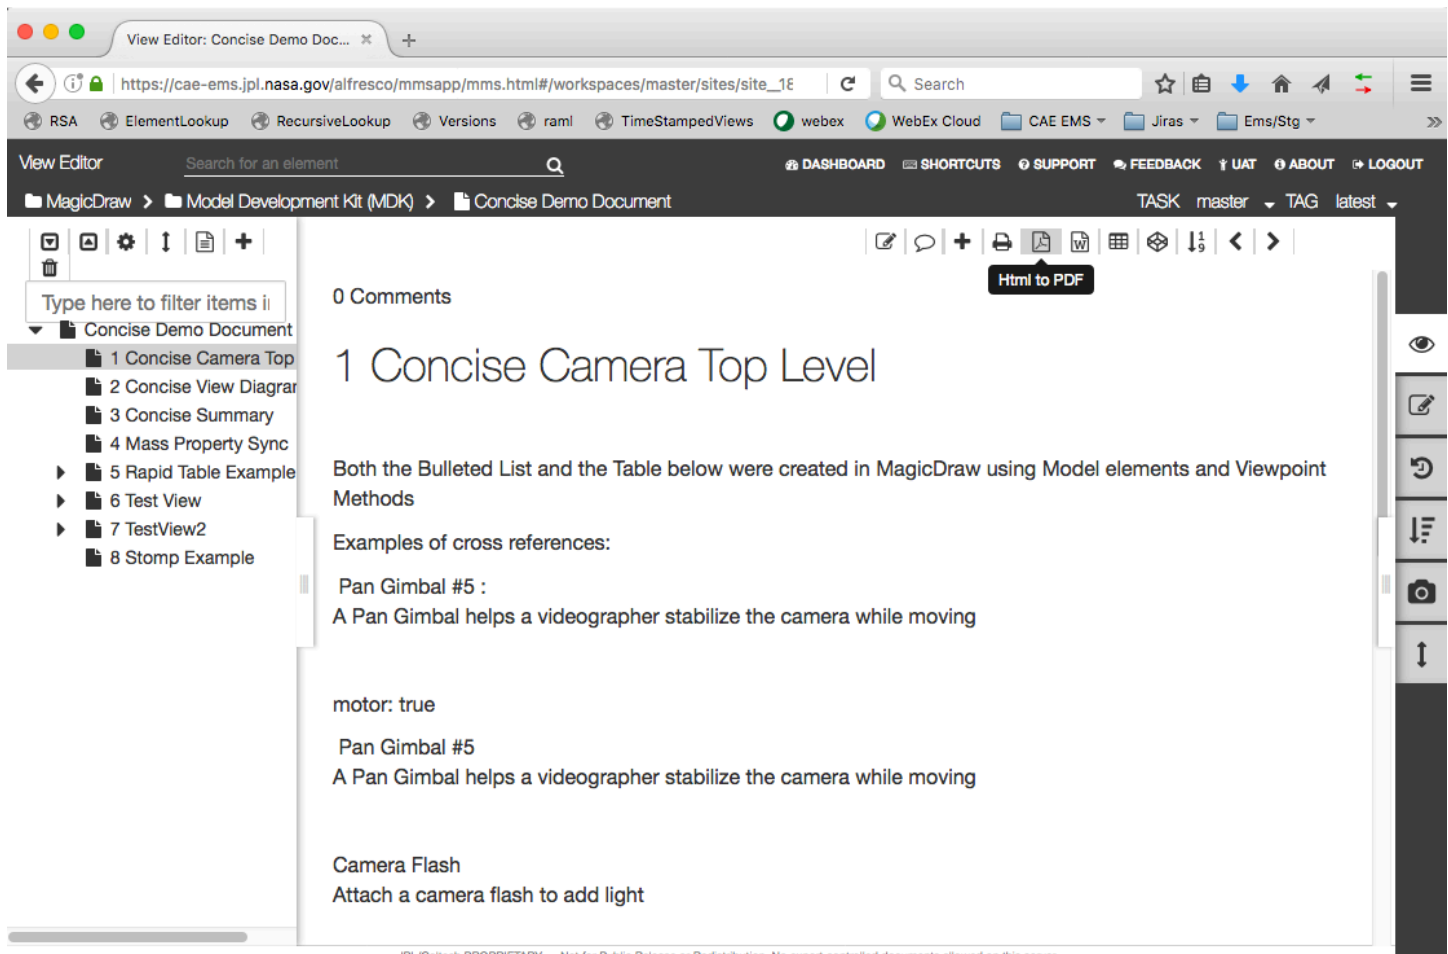 View Editor: Concise Demo Doc...
https://cae-ems.jpl.nasa.gov/alfresco/mmsapp/mms.html#/workspaces/master/sites/site__18
Search
RSA ElementLookup RecursiveLookup Versions raml TimeStampedViews webex WebEx Cloud CAE EMS Jiras Ems/Stg
View Editor Search for an element DASHBOARD SHORTCUTS SUPPORT FEEDBACK UAT ABOUT LOGOUT
MagicDraw Model Development Kit (MDK) Concise Demo Document TASK master TAG latest
Html to PDF
Type here to filter items i
Concise Demo Document
1 Concise Camera Top
2 Concise View Diagrar
3 Concise Summary
4 Mass Property Sync
5 Rapid Table Example
6 Test View
7 TestView2
8 Stomp Example
0 Comments
1 Concise Camera Top Level
Both the Bulleted List and the Table below were created in MagicDraw using Model elements and Viewpoint
Methods
Examples of cross references:
Pan Gimbal #5 :
A Pan Gimbal helps a videographer stabilize the camera while moving
motor: true
Pan Gimbal #5
A Pan Gimbal helps a videographer stabilize the camera while moving
Camera Flash
Attach a camera flash to add light